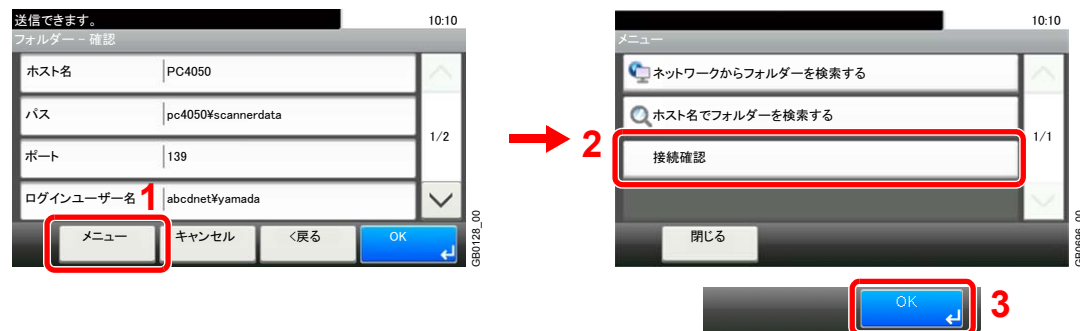 送信できます。
10:10
フォルダー - 確認
ホスト名 PC4050
パス pc4050¥scannerdata
1/2
ポート 139
ログインユーザー名 1 abcdnet¥yamada
メニュー キャンセル <戻る OK
GB0128_00
10:10
メニュー
ネットワークからフォルダーを検索する
ホスト名でフォルダーを検索する
1/1
2 接続確認
閉じる
GB0696_00
OK 3